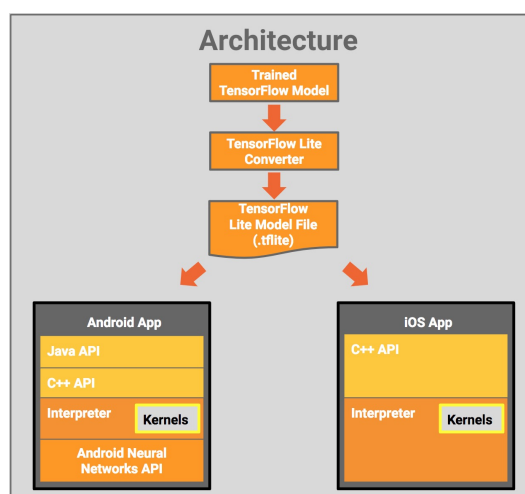 Architecture
Trained
TensorFlow Model
TensorFlow Lite
Converter
TensorFlow
Lite Model File
(.tflite)
Android App
Java API
C++ API
Interpreter
Kernels
Android Neural
Networks API
iOS App
C++ API
Interpreter
Kernels